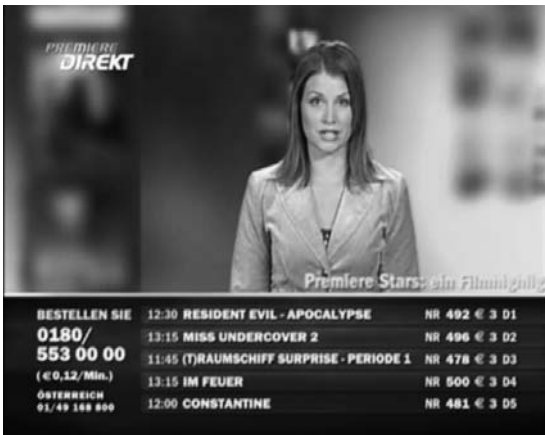 PREMIERE
DIREKT
Premiere Stars: ein Filmhighlig
BESTELLEN SIE
0180/
553 00 00
(€0,12/Min.)
ÖSTERREICH
01/49 168 800
12:30 RESIDENT EVIL - APOCALYPSE NR 492 € 3 D1
13:15 MISS UNDERCOVER 2 NR 496 € 3 D2
11:45 (T)RAUMSCHIFF SURPRISE - PERIODE 1 NR 478 € 3 D3
13:15 IM FEUER NR 500 € 3 D4
12:00 CONSTANTINE NR 481 € 3 D5